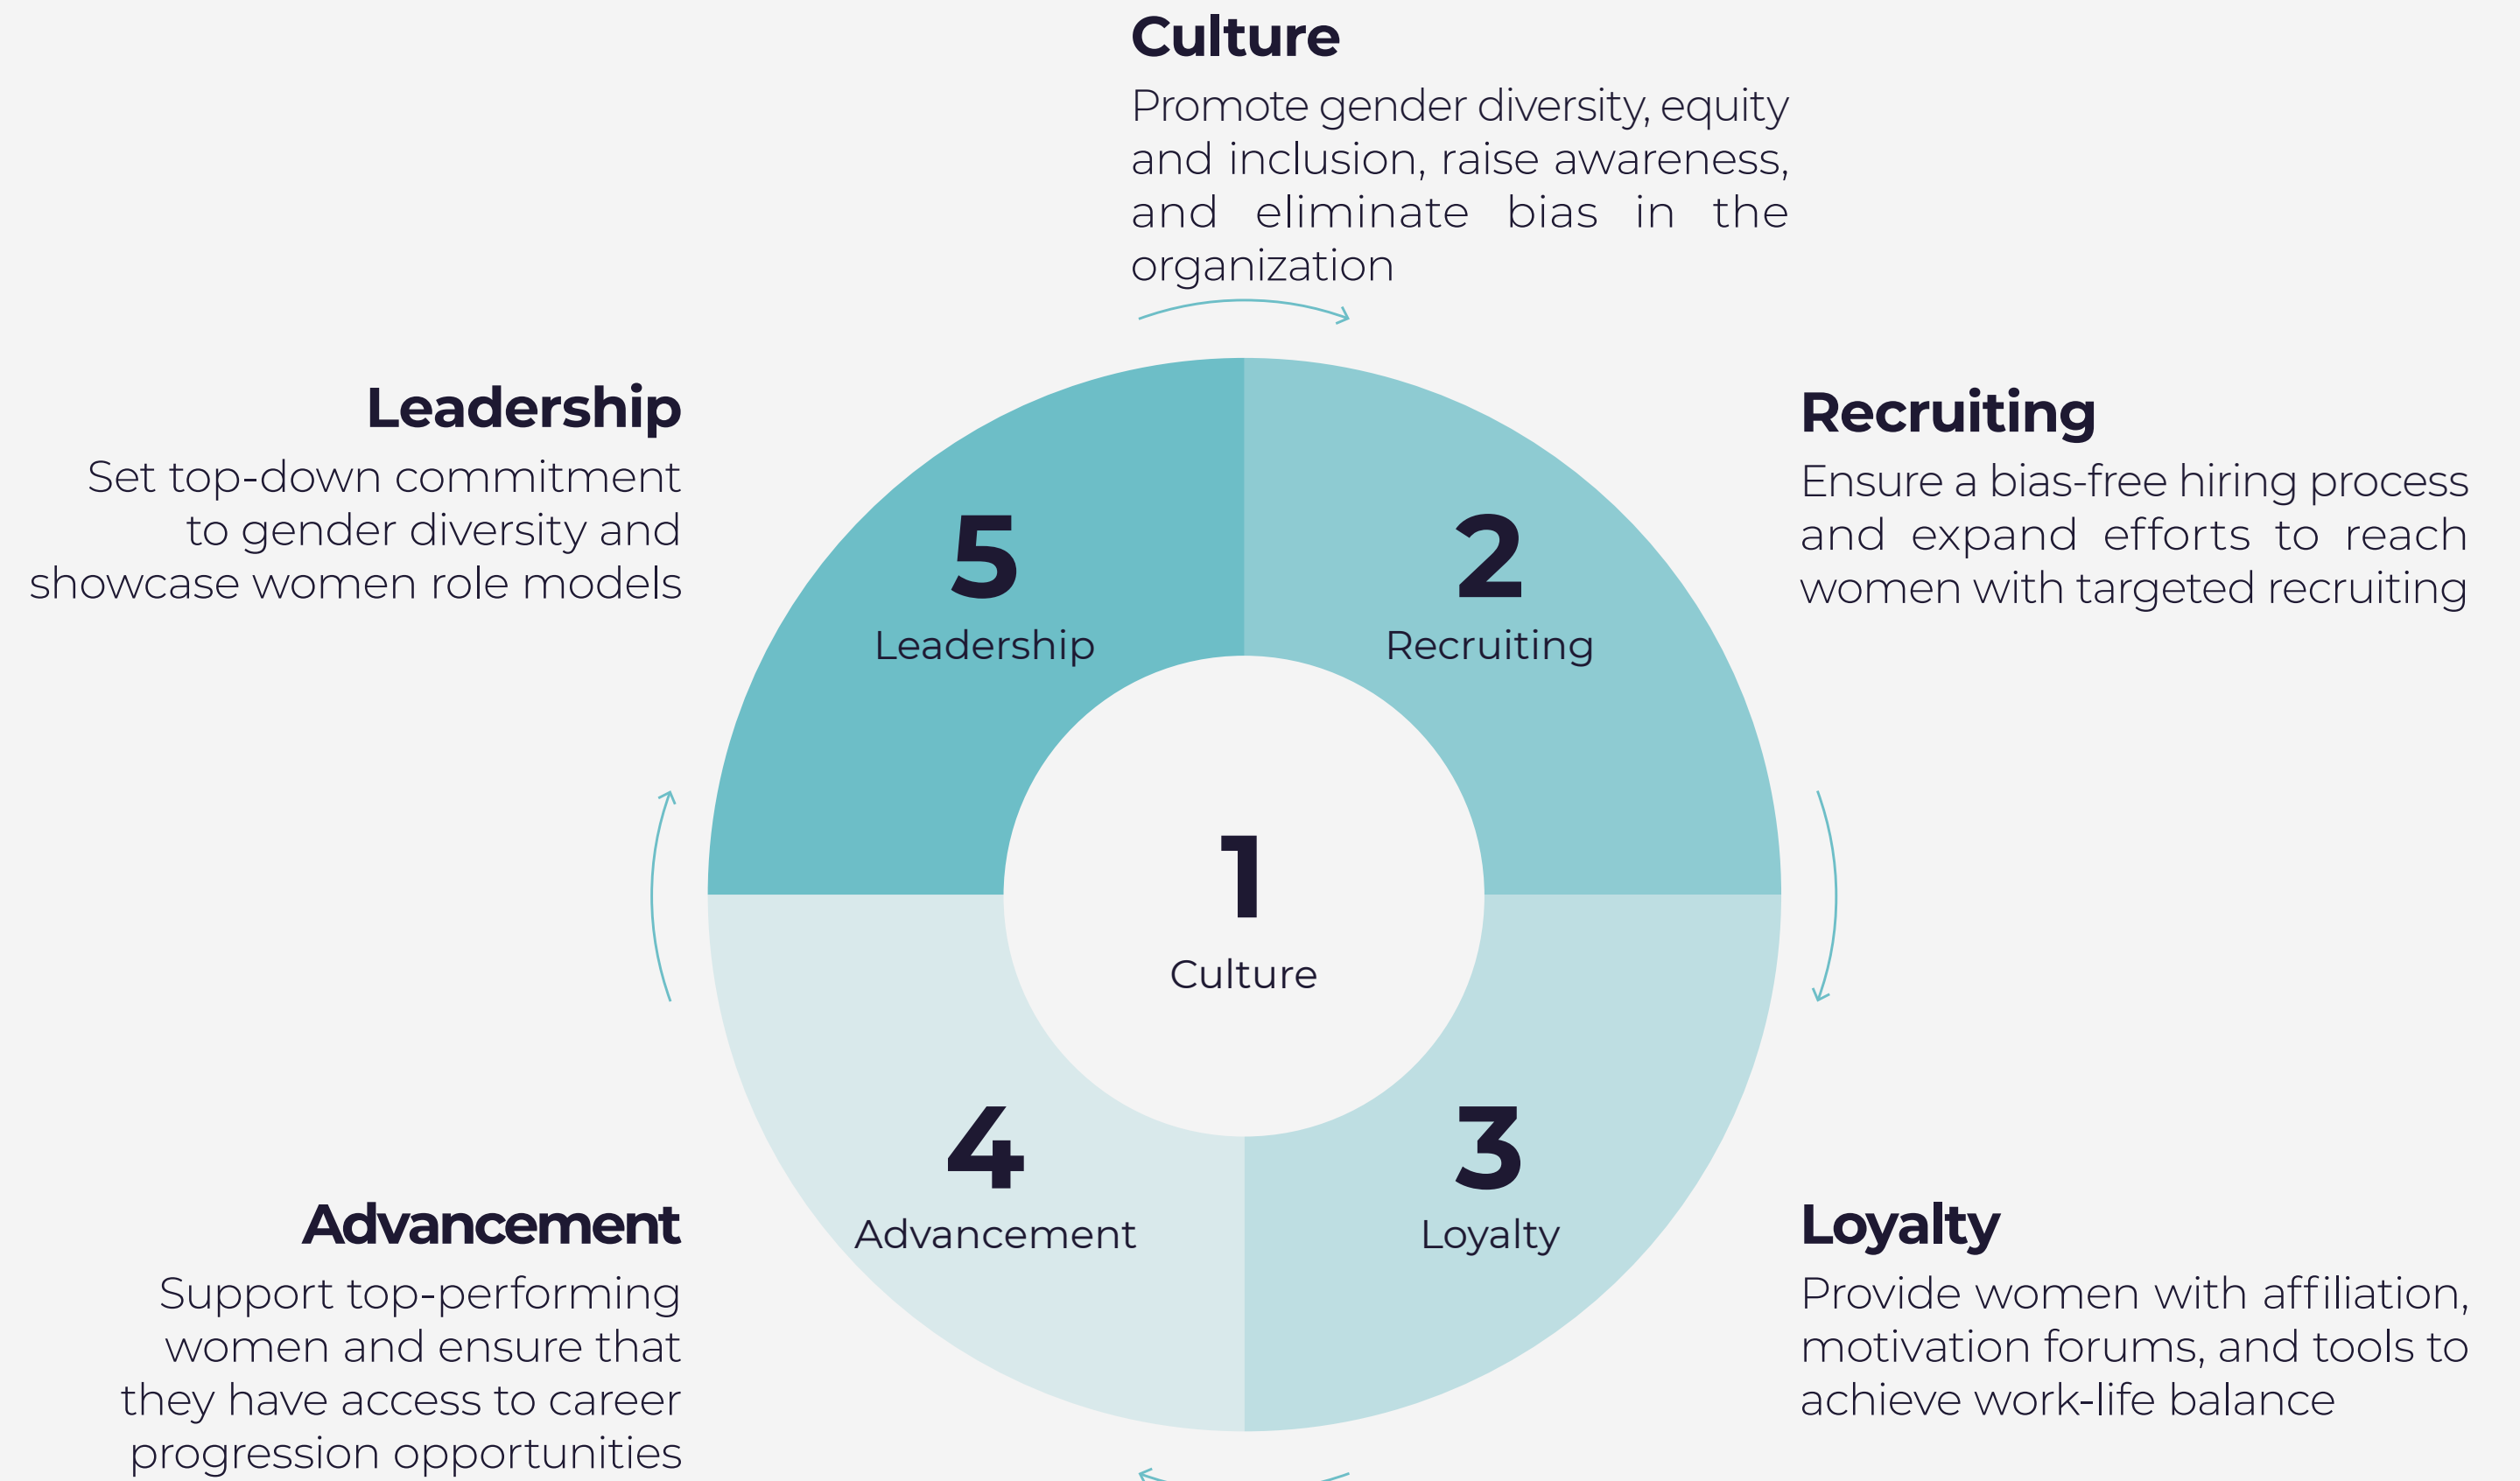 Culture
Promote gender diversity, equity
and inclusion, raise awareness,
and eliminate bias in the
organization
Leadership
Set top-down commitment
to gender diversity and
showcase women role models
Recruiting
Ensure a bias-free hiring process
and expand efforts to reach
women with targeted recruiting
5
Leadership
2
Recruiting
1
Culture
4
Advancement
3
Loyalty
Advancement
Support top-performing
women and ensure that
they have access to career
progression opportunities
Loyalty
Provide women with affiliation,
motivation forums, and tools to
achieve work-life balance